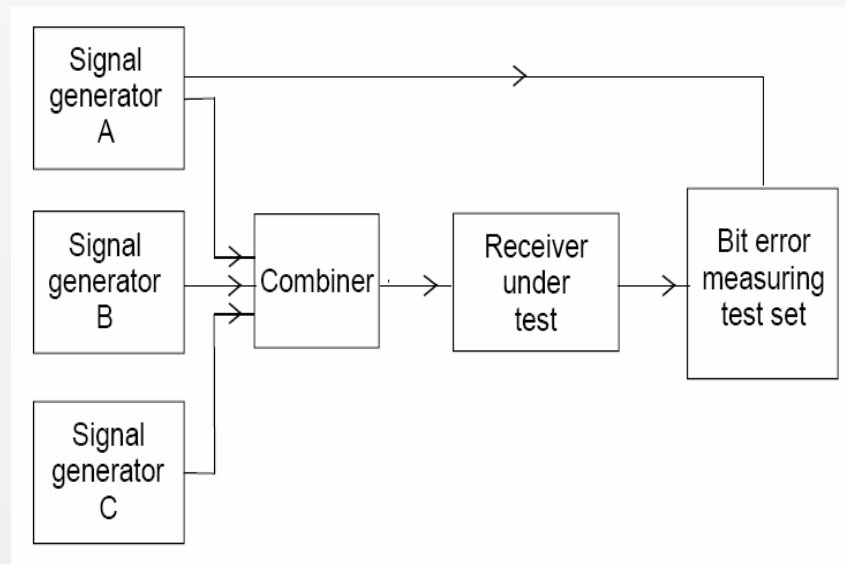 Signal
generator
A
Signal
generator
B
Signal
generator
C
Combiner
Receiver
under
test
Bit error
measuring
test set